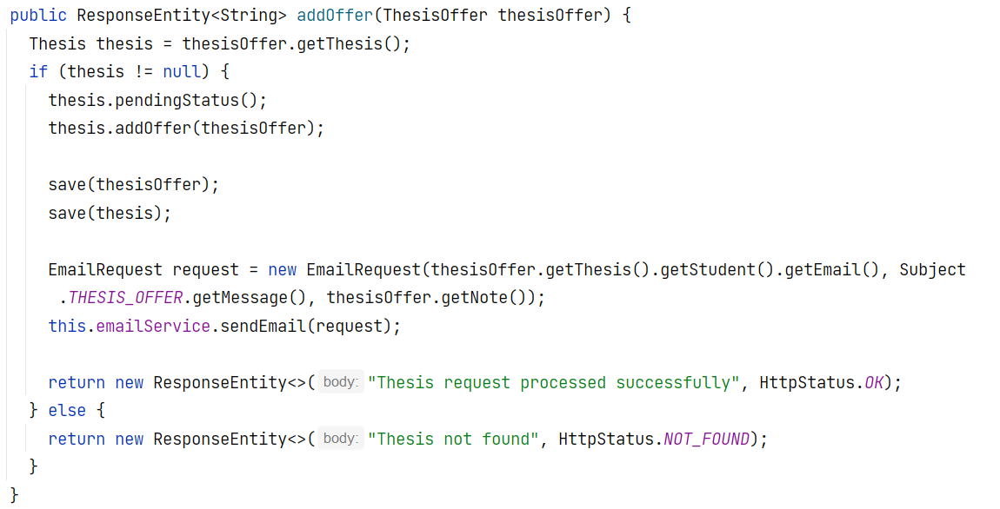 public ResponseEntity<String> addOffer(ThesisOffer thesisOffer) {
  Thesis thesis = thesisOffer.getThesis();
  if (thesis != null) {
    thesis.pendingStatus();
    thesis.addOffer(thesisOffer);

    save(thesisOffer);
    save(thesis);

    EmailRequest request = new EmailRequest(thesisOffer.getThesis().getStudent().getEmail(), Subject
     .THESIS_OFFER.getMessage(), thesisOffer.getNote());
    this.emailService.sendEmail(request);

    return new ResponseEntity<>( body: "Thesis request processed successfully", HttpStatus.OK);
  } else {
    return new ResponseEntity<>( body: "Thesis not found", HttpStatus.NOT_FOUND);
  }
}